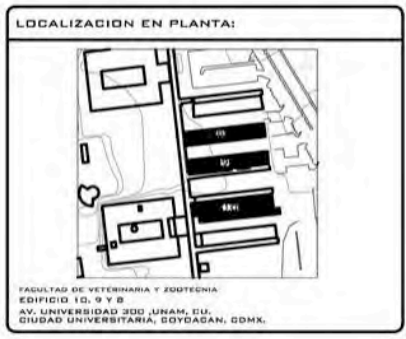 LOCALIZACION EN PLANTA:
FACULTAD DE VETERINARIA Y ZOOTECNIA
EDIFICIO 10, 9 Y 8
AV. UNIVERSIDAD 300 ,UNAM, CU.
CIUDAD UNIVERSITARIA, COYOACAN, CDMX.